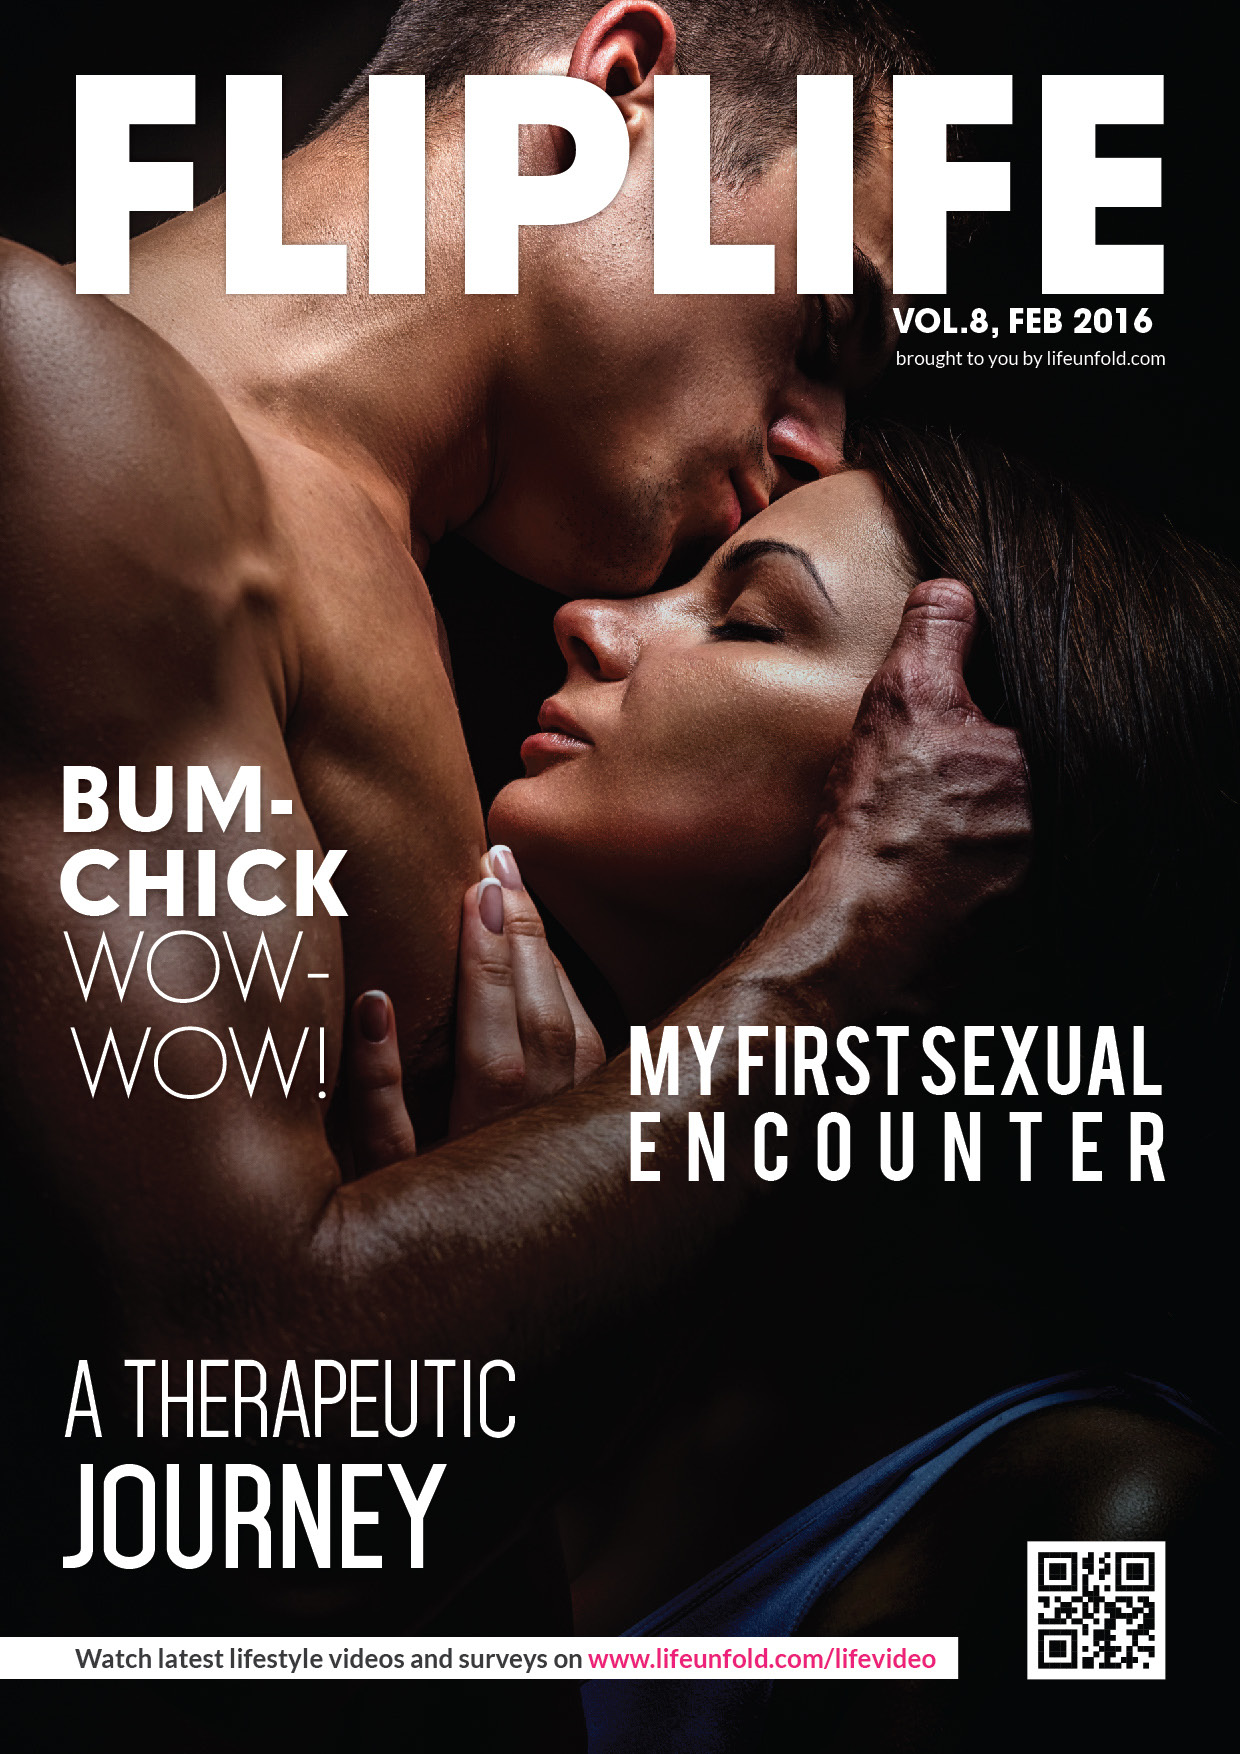 FLIPLIFE
VOL.8, FEB 2016
brought to you by lifeunfold.com
BUM-
CHICK
WOW-
WOW!
MY FIRST SEXUAL
ENCOUNTER
A THERAPEUTIC
JOURNEY
Watch latest lifestyle videos and surveys on www.lifeunfold.com/lifevideo